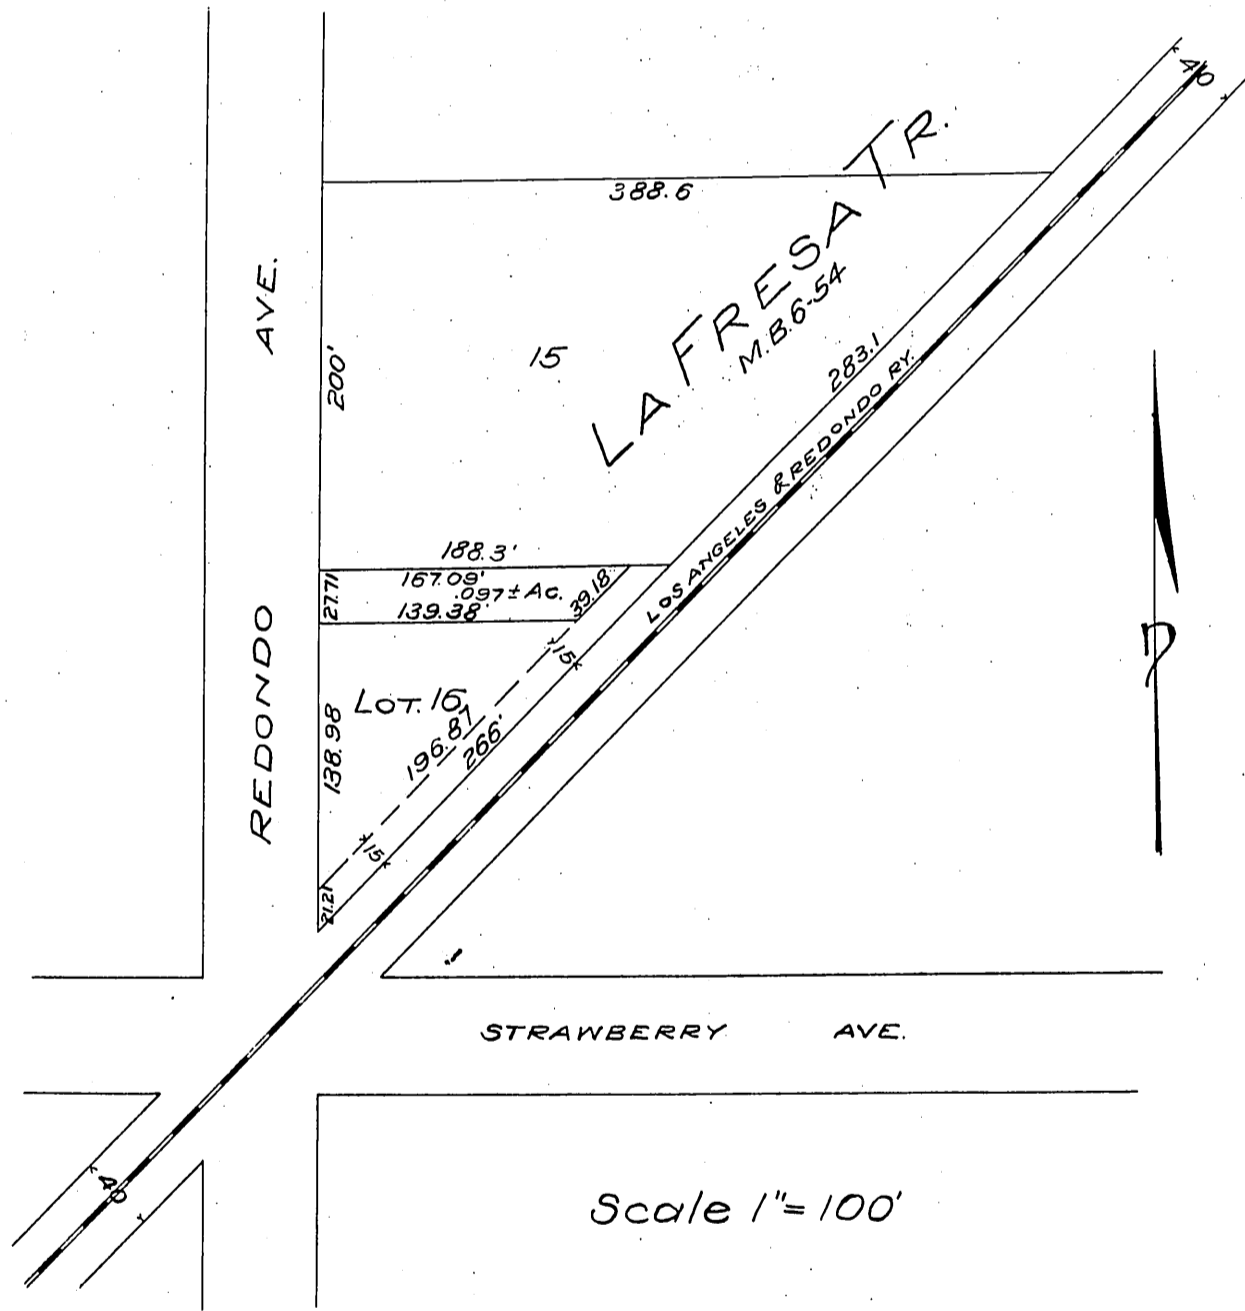 40
388.6
LA FRESA TR.
M.B.6-54
AVE.
200'
15
283.1
LOS ANGELES & REDONDO RY.
188.3'
27.71
167.09'
.097± Ac.
139.38'
39.18
15
REDONDO
LOT. 16
138.98
196.87
266'
15
21.21
STRAWBERRY AVE.
40
Scale 1"=100'